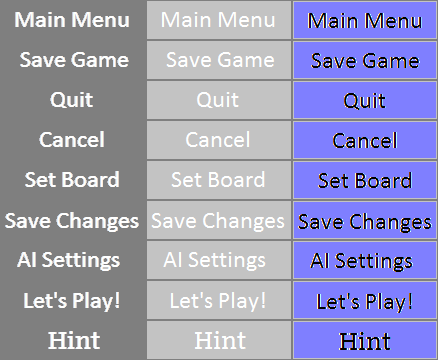 Main Menu Main Menu Main Menu
Save Game Save Game Save Game
Quit Quit Quit
Cancel Cancel Cancel
Set Board Set Board Set Board
Save Changes Save Changes Save Changes
AI Settings AI Settings AI Settings
Let's Play! Let's Play! Let's Play!
Hint Hint Hint